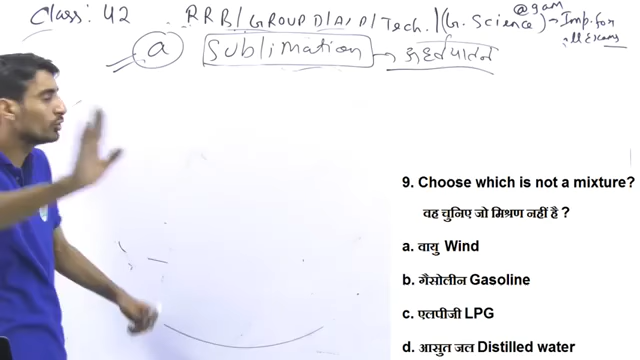 @9am
Class: 42 RRB/GROUP D/ALP/Tech.|(G. Science) → Imp. for
all Exams
a Sublimation →
9. Choose which is not a mixture?
वह चुनिए जो मिश्रण नहीं है ?
a. वायु Wind
b. गैसोलीन Gasoline
c. एलपीजी LPG
d. आसुत जल Distilled water